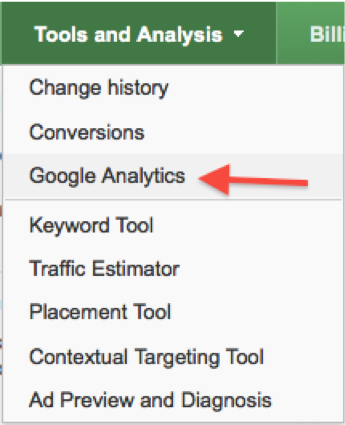 Tools and Analysis
Billi
Change history
Conversions
Google Analytics
Keyword Tool
Traffic Estimator
Placement Tool
Contextual Targeting Tool
Ad Preview and Diagnosis